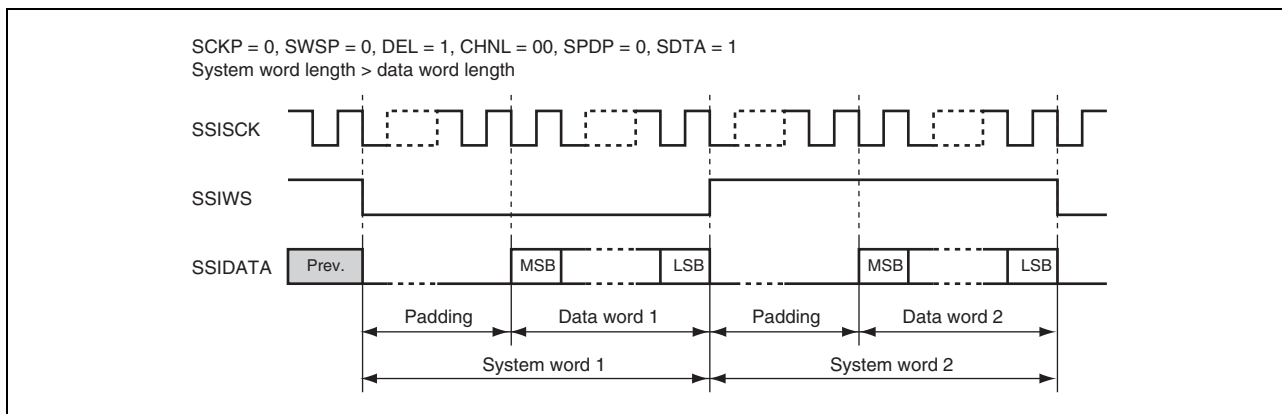 SCKP = 0, SWSP = 0, DEL = 1, CHNL = 00, SPDP = 0, SDTA = 1
System word length > data word length
SSISCK
SSIWS
SSIDATA Prev. MSB LSB MSB LSB
Padding Data word 1 Padding Data word 2
System word 1 System word 2